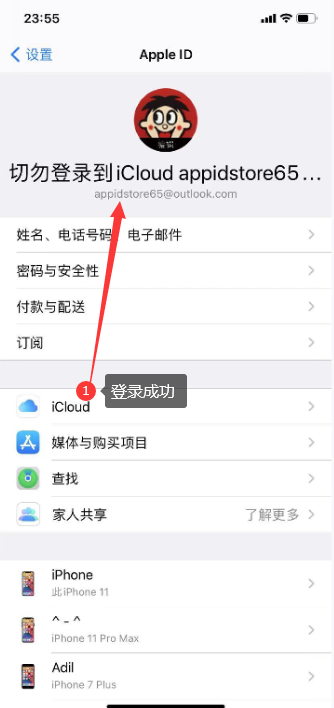 23:55
设置
Apple ID
编辑
切勿登录到iCloud appidstore65...
appidstore65@outlook.com
姓名、电话号码、电子邮件
密码与安全性
付款与配送
订阅
1 登录成功
iCloud
媒体与购买项目
查找
家人共享 了解更多
iPhone
此iPhone 11
^ - ^
iPhone 11 Pro Max
Adil
iPhone 7 Plus